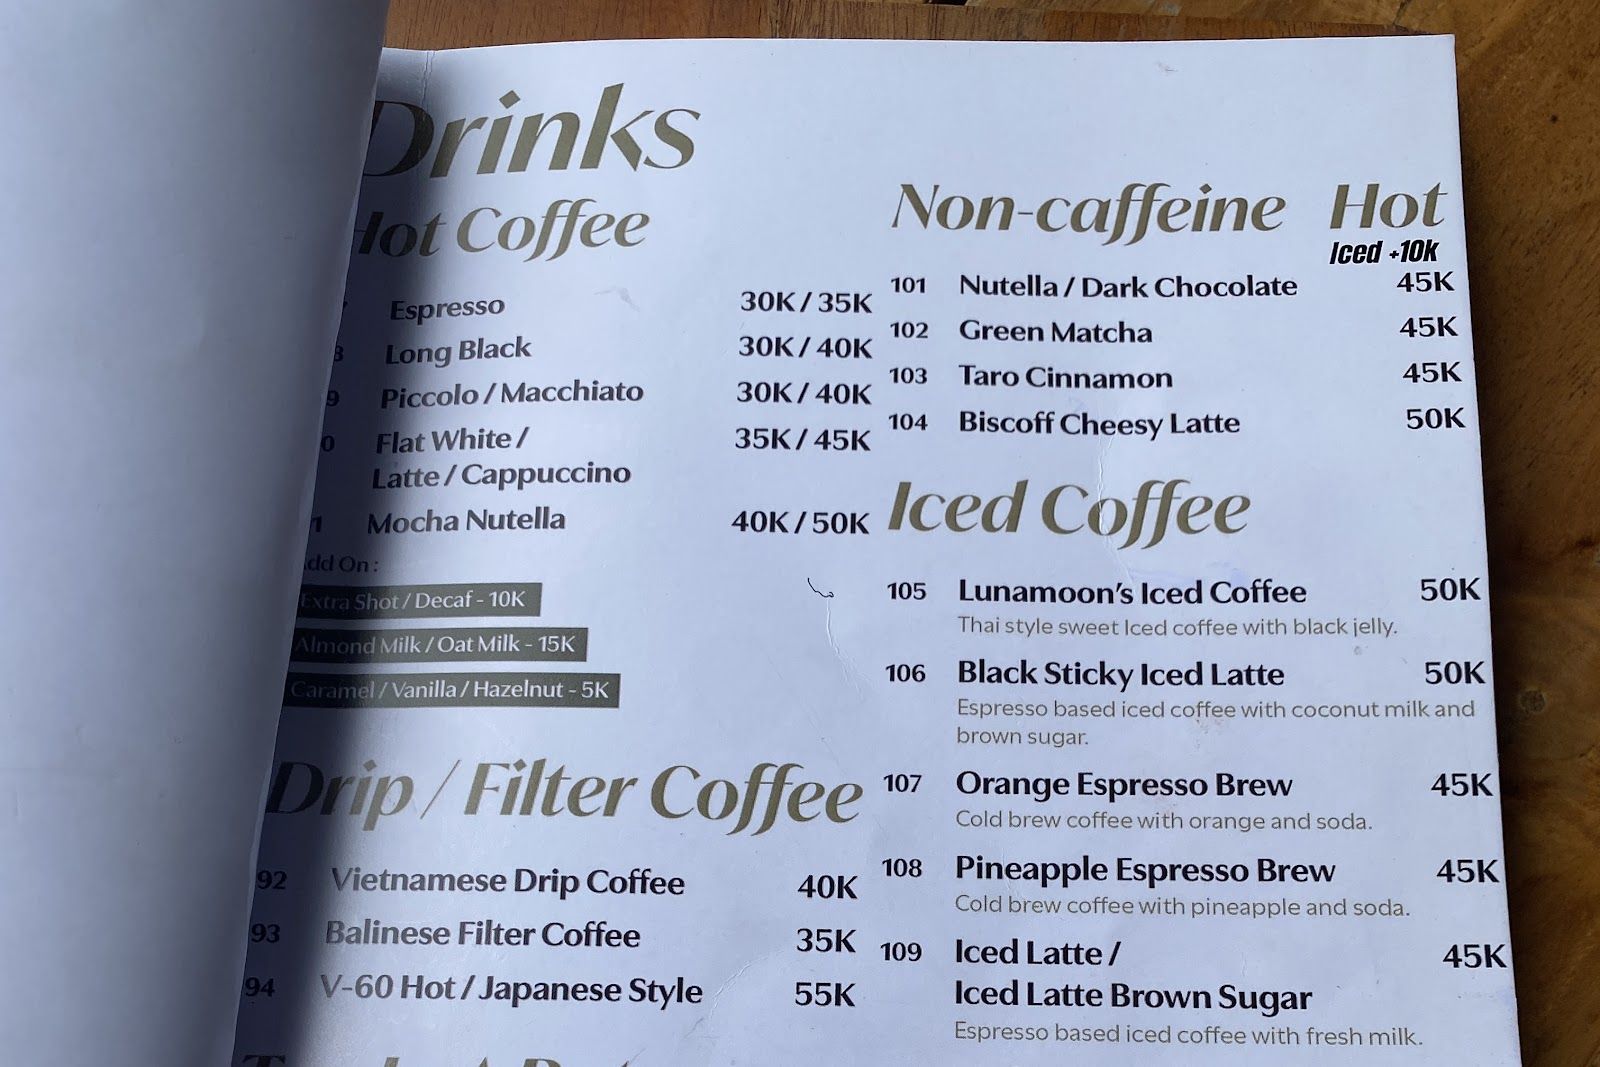 Drinks
Hot Coffee
Espresso 30K / 35K
Long Black 30K / 40K
9 Piccolo / Macchiato 30K / 40K
0 Flat White / 35K / 45K
Latte / Cappuccino
1 Mocha Nutella 40K / 50K
Add On :
Extra Shot / Decaf - 10K
Almond Milk / Oat Milk - 15K
Caramel / Vanilla / Hazelnut - 5K
Drip / Filter Coffee
92 Vietnamese Drip Coffee 40K
93 Balinese Filter Coffee 35K
94 V-60 Hot / Japanese Style 55K
Non-caffeine Hot
Iced +10k
101 Nutella / Dark Chocolate 45K
102 Green Matcha 45K
103 Taro Cinnamon 45K
104 Biscoff Cheesy Latte 50K
Iced Coffee
105 Lunamoon's Iced Coffee 50K
Thai style sweet Iced coffee with black jelly.
106 Black Sticky Iced Latte 50K
Espresso based iced coffee with coconut milk and
brown sugar.
107 Orange Espresso Brew 45K
Cold brew coffee with orange and soda.
108 Pineapple Espresso Brew 45K
Cold brew coffee with pineapple and soda.
109 Iced Latte / 45K
Iced Latte Brown Sugar
Espresso based iced coffee with fresh milk.